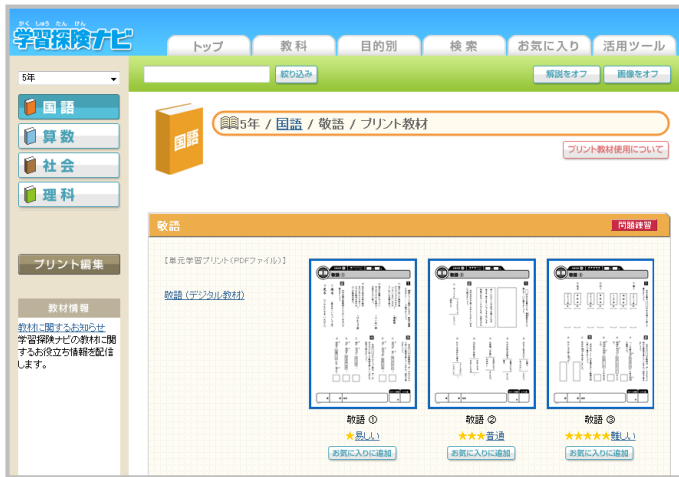 がく しゅう たん けん
学習探険ナビ
トップ
教科
目的別
検索
お気に入り
活用ツール
5年
絞り込み
解説をオフ
画像をオフ
国語
算数
社会
理科
プリント編集
教材情報
教材に関するお知らせ
学習探険ナビの教材に関
するお役立ち情報を配信
します。
国語
5年 / 国語 / 敬語 / プリント教材
プリント教材使用について
敬語
問題練習
【単元学習プリント(PDFファイル)】
敬語 (デジタル教材)
敬語 ①
敬語 ②
敬語 ③
★易しい
★★★普通
★★★★★難しい
お気に入りに追加
お気に入りに追加
お気に入りに追加